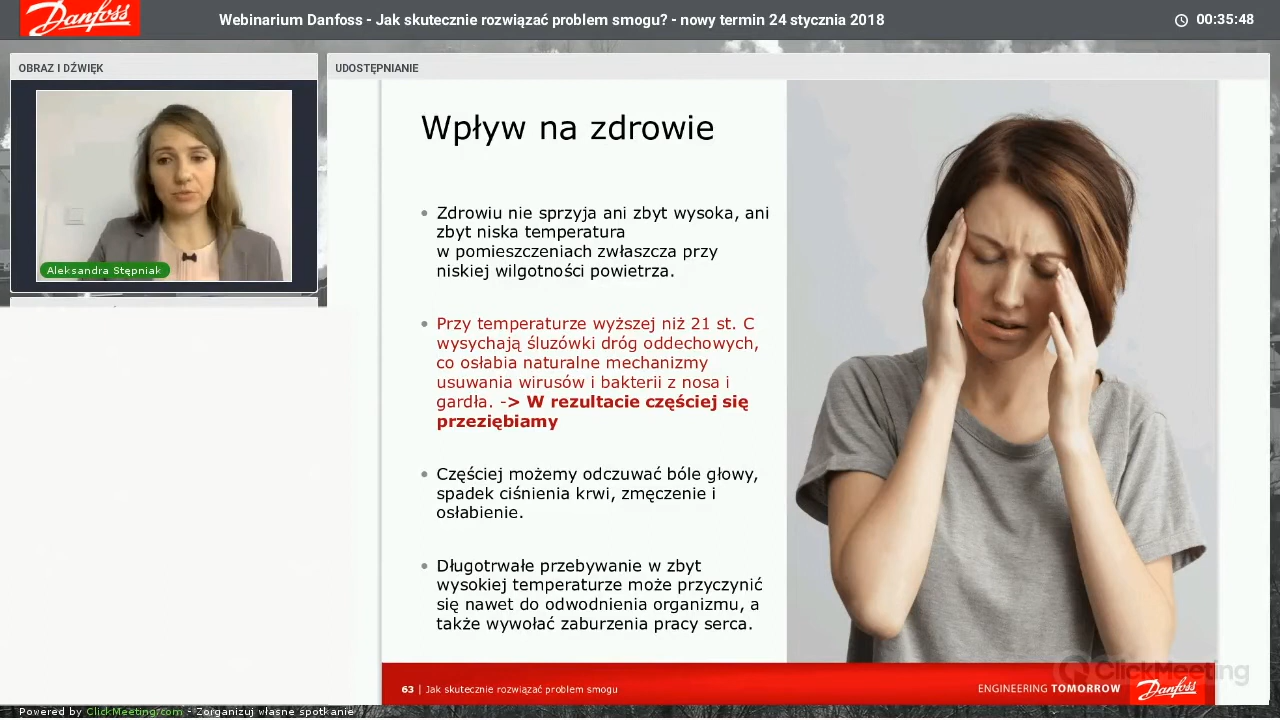 Danfoss
Webinarium Danfoss - Jak skutecznie rozwiązać problem smogu? - nowy termin 24 stycznia 2018
00:35:48
OBRAZ I DŹWIĘK
UDOSTĘPNIANIE
Aleksandra Stępniak
Wpływ na zdrowie
• Zdrowiu nie sprzyja ani zbyt wysoka, ani
zbyt niska temperatura
w pomieszczeniach zwłaszcza przy
niskiej wilgotności powietrza.
• Przy temperaturze wyższej niż 21 st. C
wysychają śluzówki dróg oddechowych,
co osłabia naturalne mechanizmy
usuwania wirusów i bakterii z nosa i
gardła. -> W rezultacie częściej się
przeziębiamy
• Częściej możemy odczuwać bóle głowy,
spadek ciśnienia krwi, zmęczenie i
osłabienie.
• Długotrwałe przebywanie w zbyt
wysokiej temperaturze może przyczynić
się nawet do odwodnienia organizmu, a
także wywołać zaburzenia pracy serca.
63 | Jak skutecznie rozwiązać problem smogu
ENGINEERING TOMORROW
Danfoss
ClickMeeting
Powered by ClickMeeting.com - Zorganizuj własne spotkanie